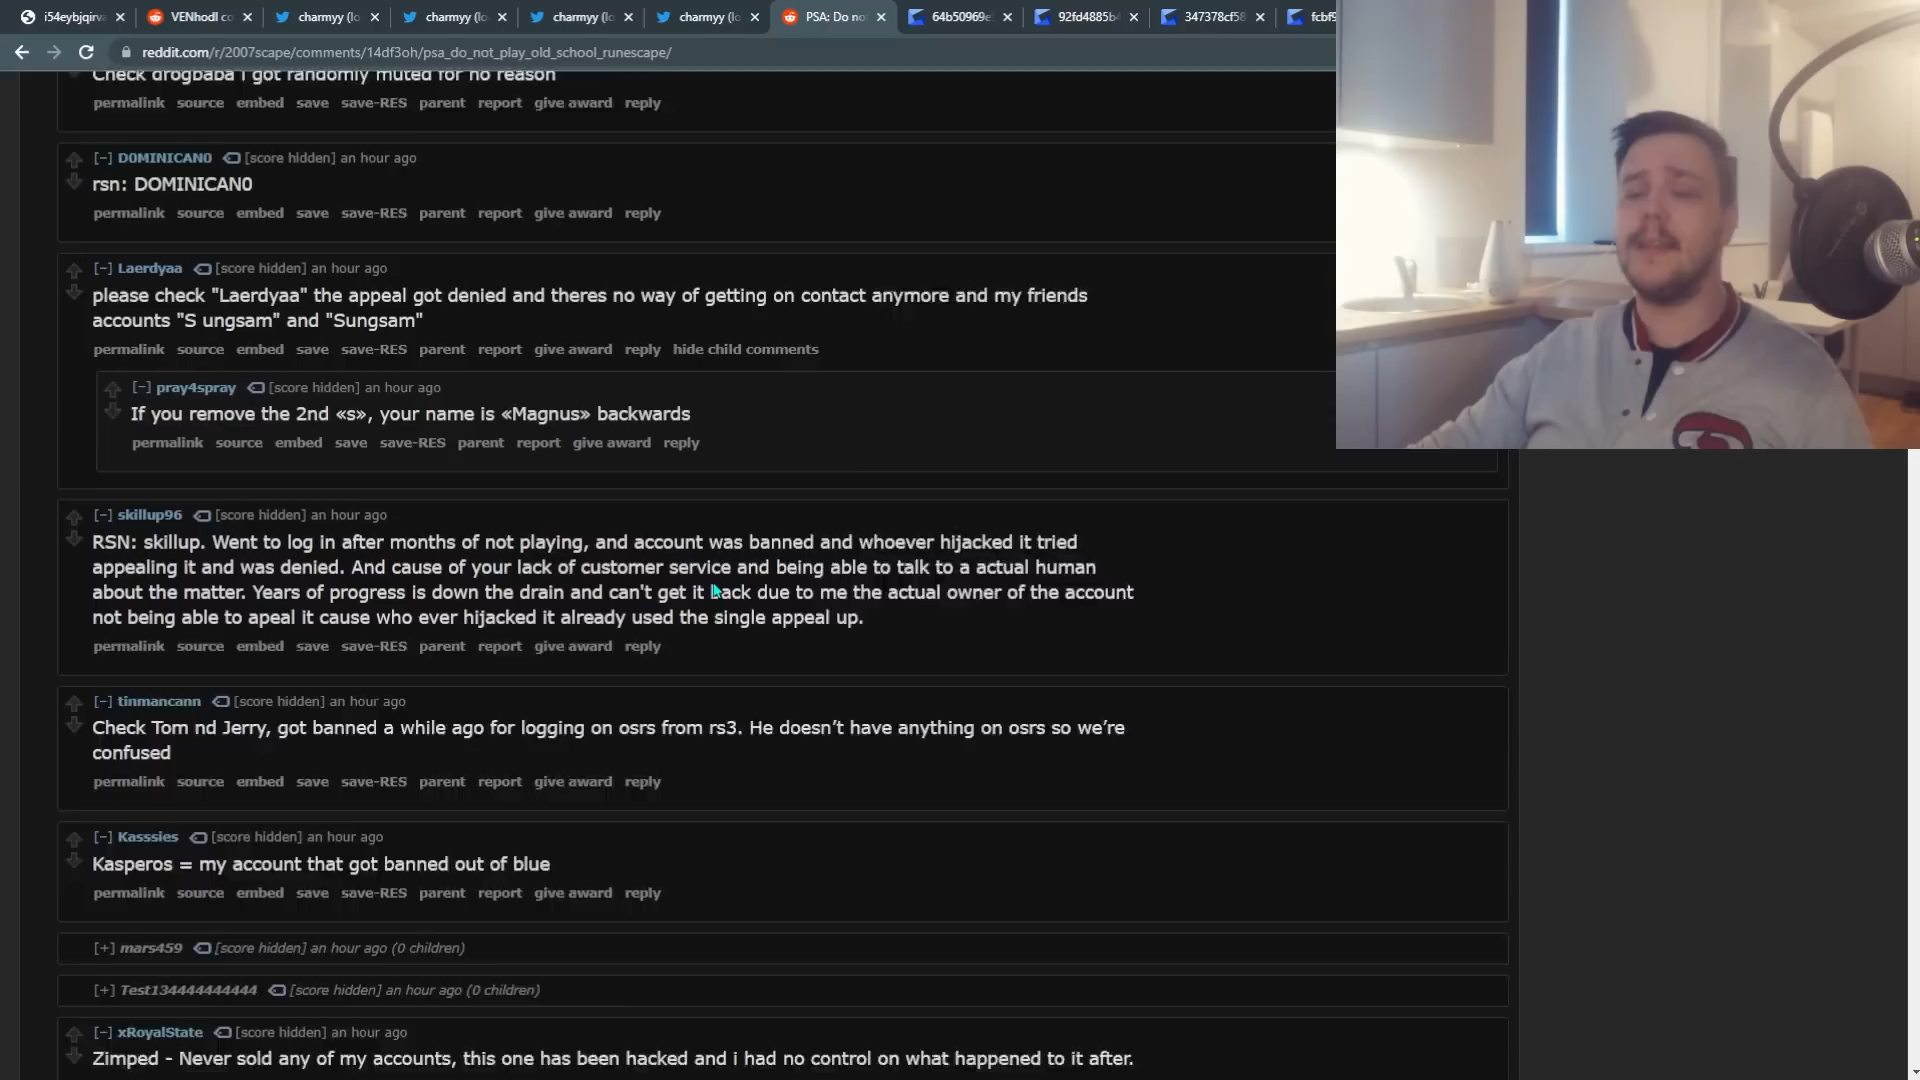 i54eybjqirv
VENhodl co
charmyy (lo
charmyy (lo
charmyy (lo
charmyy (lo
PSA: Do no
64b50969e
92fd4885b
347378cf58
fcbf9
reddit.com/r/2007scape/comments/14df3oh/psa_do_not_play_old_school_runescape/
Check drogbaba i got randomly muted for no reason
permalink source embed save save-RES parent report give award reply
[–] D0MINICAN0 [score hidden] an hour ago
rsn: DOMINICAN0
permalink source embed save save-RES parent report give award reply
[–] Laerdyaa [score hidden] an hour ago
please check "Laerdyaa" the appeal got denied and theres no way of getting on contact anymore and my friends
accounts "S ungsam" and "Sungsam"
permalink source embed save save-RES parent report give award reply hide child comments
[–] pray4spray [score hidden] an hour ago
If you remove the 2nd «s», your name is «Magnus» backwards
permalink source embed save save-RES parent report give award reply
[–] skillup96 [score hidden] an hour ago
RSN: skillup. Went to log in after months of not playing, and account was banned and whoever hijacked it tried
appealing it and was denied. And cause of your lack of customer service and being able to talk to a actual human
about the matter. Years of progress is down the drain and can't get it back due to me the actual owner of the account
not being able to apeal it cause who ever hijacked it already used the single appeal up.
permalink source embed save save-RES parent report give award reply
[–] tinmancann [score hidden] an hour ago
Check Tom nd Jerry, got banned a while ago for logging on osrs from rs3. He doesn’t have anything on osrs so we’re
confused
permalink source embed save save-RES parent report give award reply
[–] Kasssies [score hidden] an hour ago
Kasperos = my account that got banned out of blue
permalink source embed save save-RES parent report give award reply
[+] mars459 [score hidden] an hour ago (0 children)
[+] Test134444444444 [score hidden] an hour ago (0 children)
[–] xRoyalState [score hidden] an hour ago
Zimped - Never sold any of my accounts, this one has been hacked and i had no control on what happened to it after.